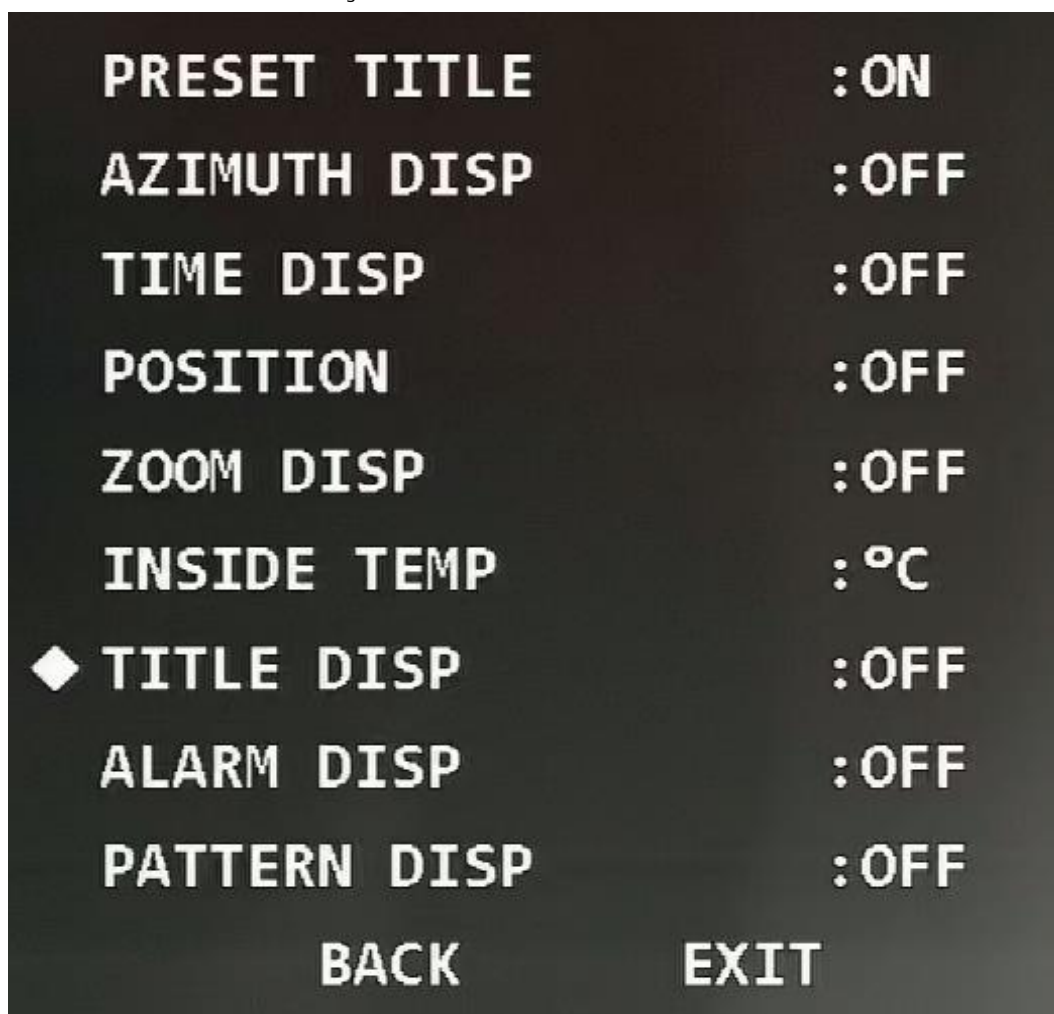 PRESET TITLE :ON
AZIMUTH DISP :OFF
TIME DISP :OFF
POSITION :OFF
ZOOM DISP :OFF
INSIDE TEMP :°C
TITLE DISP :OFF
ALARM DISP :OFF
PATTERN DISP :OFF
BACK EXIT